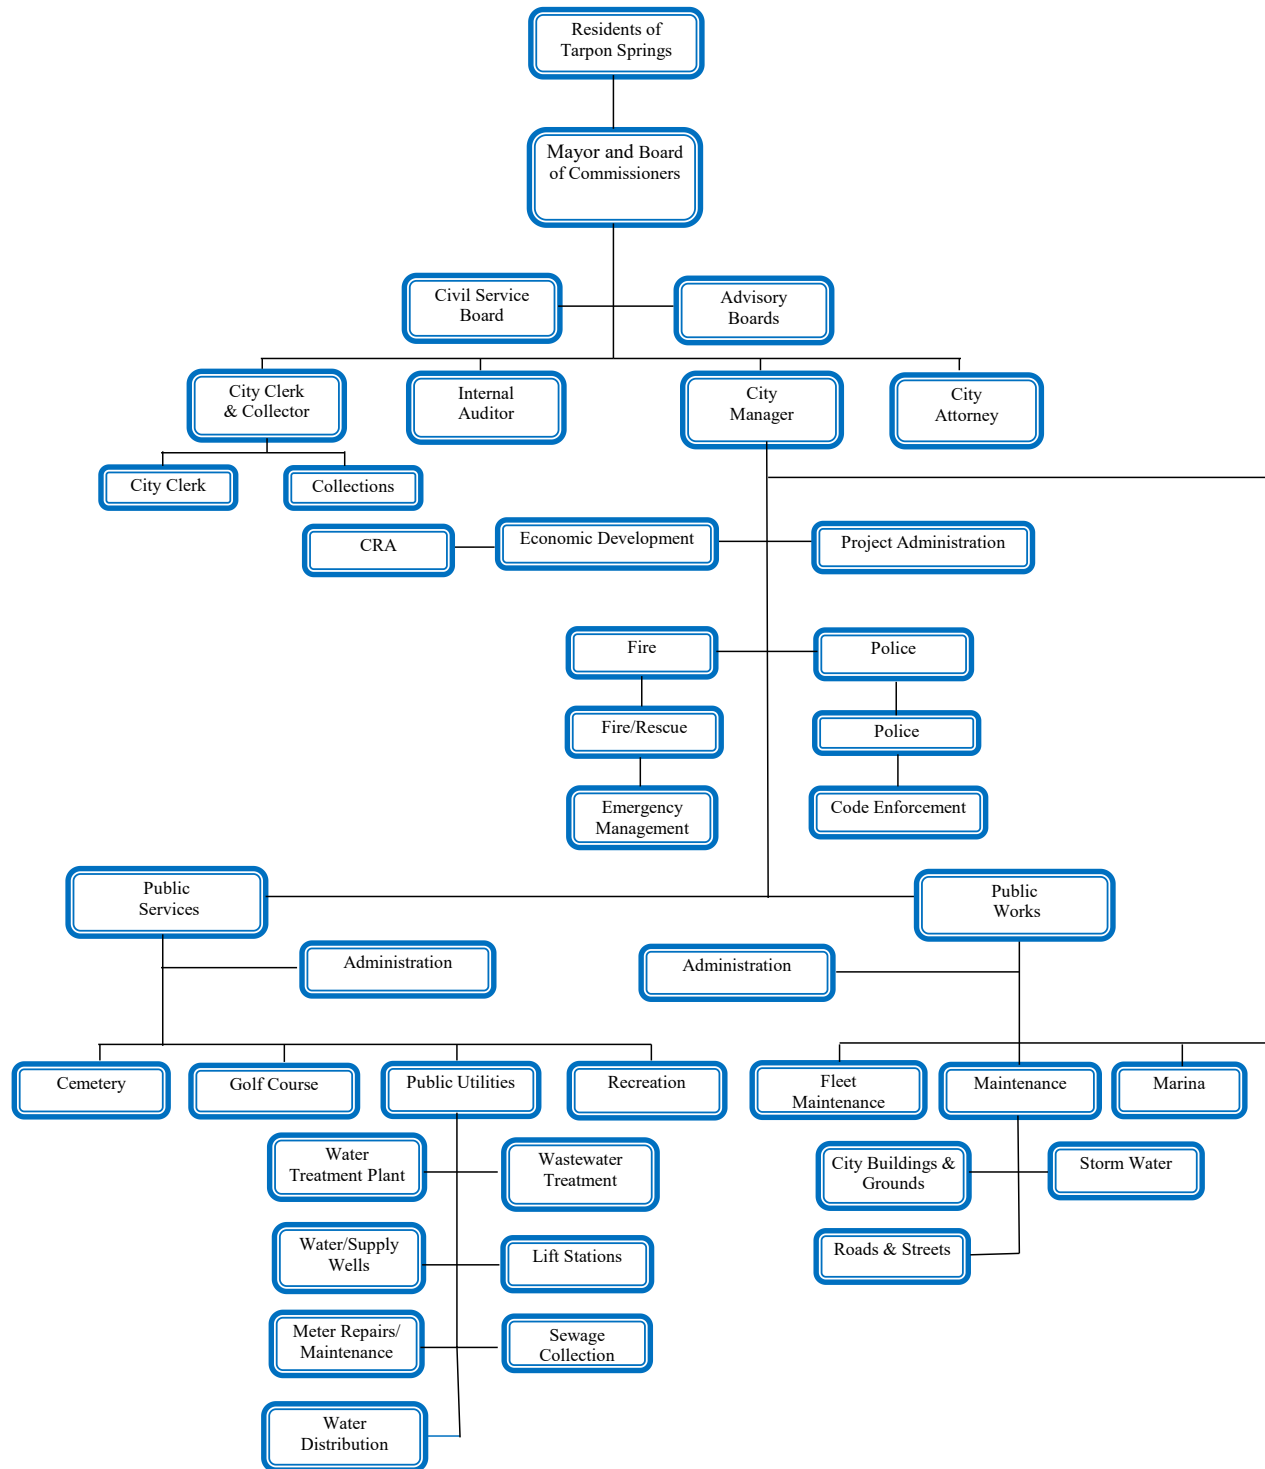 Residents of
Tarpon Springs
Mayor and Board
of Commissioners
Civil Service
Board
Advisory
Boards
City Clerk
& Collector
Internal
Auditor
City
Manager
City
Attorney
City Clerk
Collections
CRA
Economic Development
Project Administration
Fire
Police
Fire/Rescue
Police
Emergency
Management
Code Enforcement
Public
Services
Public
Works
Administration
Administration
Cemetery
Golf Course
Public Utilities
Recreation
Fleet
Maintenance
Maintenance
Marina
Water
Treatment Plant
Wastewater
Treatment
City Buildings &
Grounds
Storm Water
Water/Supply
Wells
Lift Stations
Roads & Streets
Meter Repairs/
Maintenance
Sewage
Collection
Water
Distribution